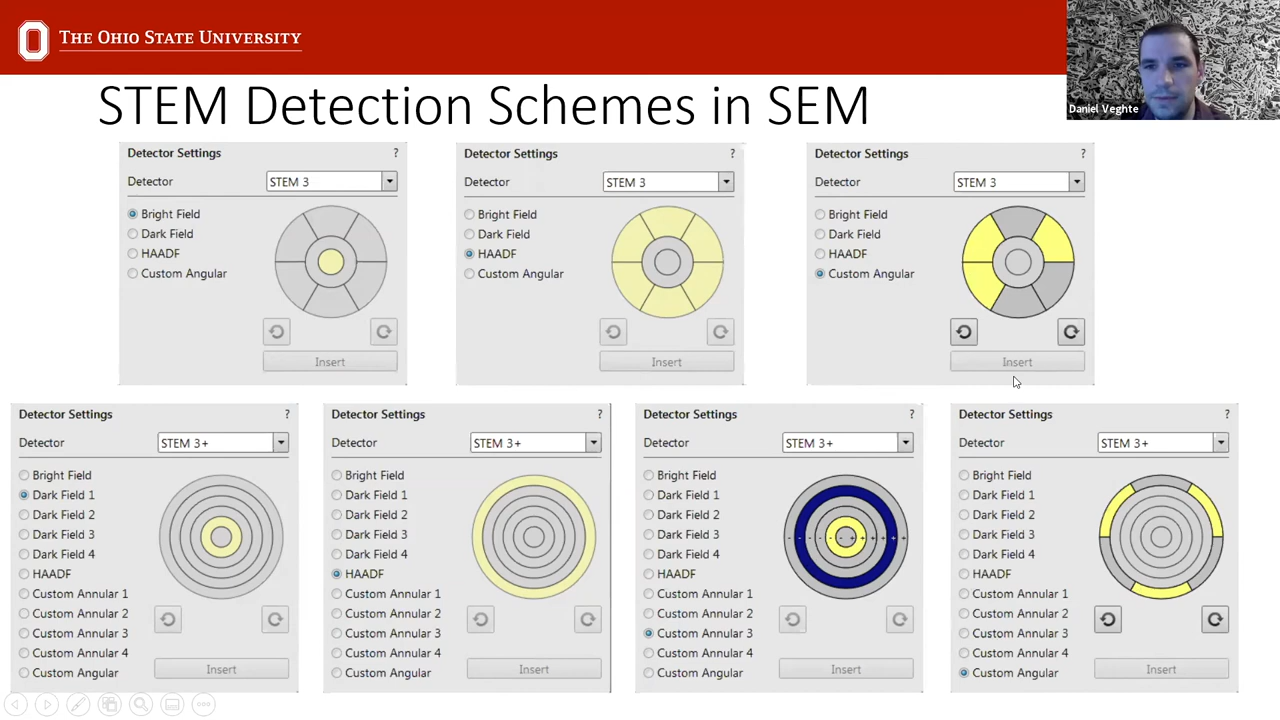 THE OHIO STATE UNIVERSITY
Daniel Veghte
STEM Detection Schemes in SEM
Detector Settings ?
Detector STEM 3
Bright Field
Dark Field
HAADF
Custom Angular
Insert
Detector Settings ?
Detector STEM 3
Bright Field
Dark Field
HAADF
Custom Angular
Insert
Detector Settings ?
Detector STEM 3
Bright Field
Dark Field
HAADF
Custom Angular
Insert
Detector Settings ?
Detector STEM 3+
Bright Field
Dark Field 1
Dark Field 2
Dark Field 3
Dark Field 4
HAADF
Custom Annular 1
Custom Annular 2
Custom Annular 3
Custom Annular 4
Custom Angular
Insert
Detector Settings ?
Detector STEM 3+
Bright Field
Dark Field 1
Dark Field 2
Dark Field 3
Dark Field 4
HAADF
Custom Annular 1
Custom Annular 2
Custom Annular 3
Custom Annular 4
Custom Angular
Insert
Detector Settings ?
Detector STEM 3+
Bright Field
Dark Field 1
Dark Field 2
Dark Field 3
Dark Field 4
HAADF
Custom Annular 1
Custom Annular 2
Custom Annular 3
Custom Annular 4
Custom Angular
Insert
Detector Settings ?
Detector STEM 3+
Bright Field
Dark Field 1
Dark Field 2
Dark Field 3
Dark Field 4
HAADF
Custom Annular 1
Custom Annular 2
Custom Annular 3
Custom Annular 4
Custom Angular
Insert